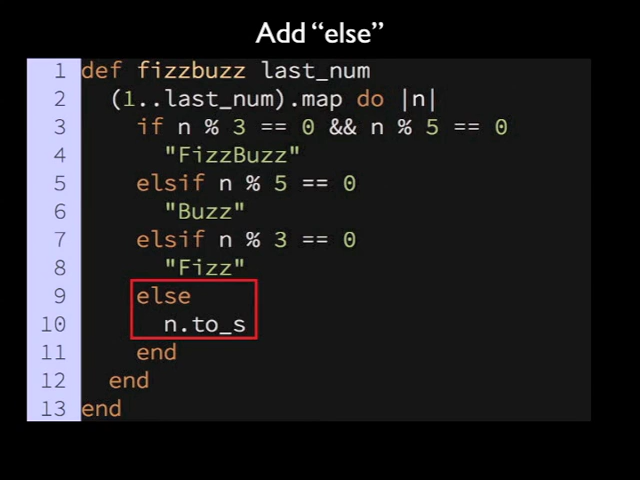 Add “else”
1 def fizzbuzz last_num
2   (1..last_num).map do |n|
3     if n % 3 == 0 && n % 5 == 0
4       "FizzBuzz"
5     elsif n % 5 == 0
6       "Buzz"
7     elsif n % 3 == 0
8       "Fizz"
9     else
10       n.to_s
11     end
12   end
13 end